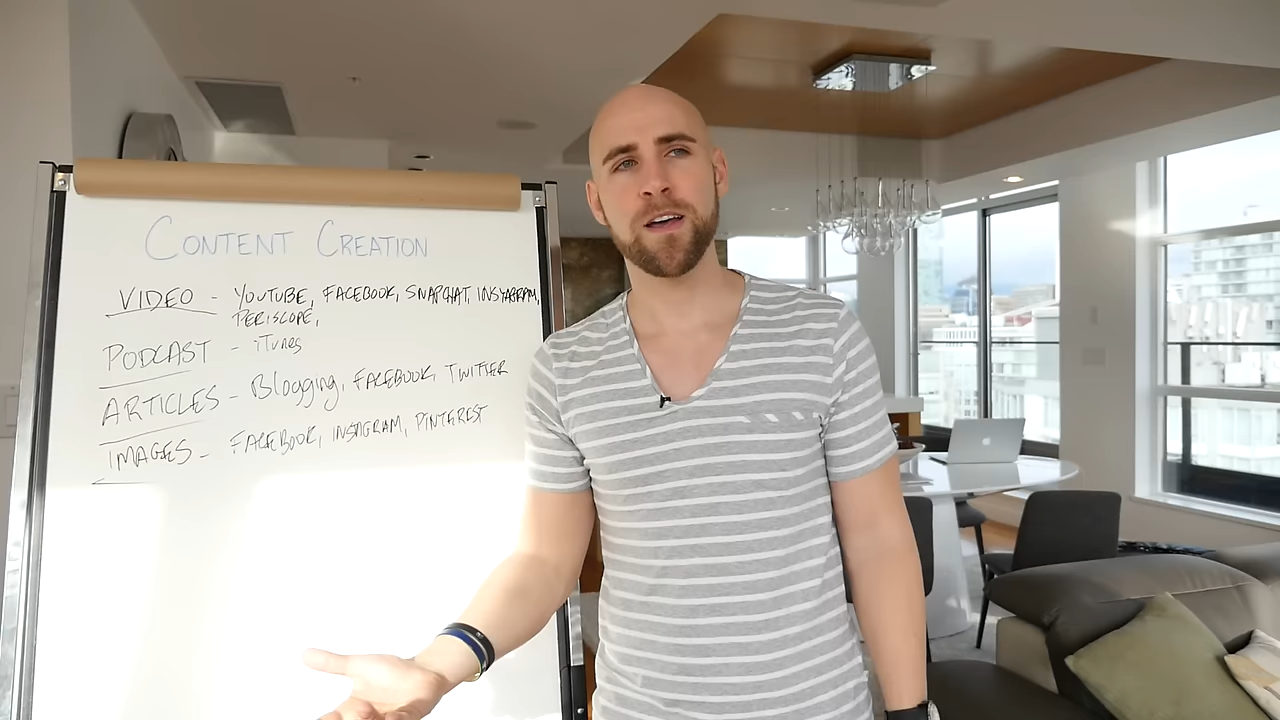 CONTENT CREATION
VIDEO - YOUTUBE, FACEBOOK, SNAPCHAT, INSTAGRAM,
PERISCOPE,
PODCAST - iTunes
ARTICLES - Blogging, FACEBOOK, TWITTER
IMAGES - FACEBOOK, INSTAGRAM, PINTEREST